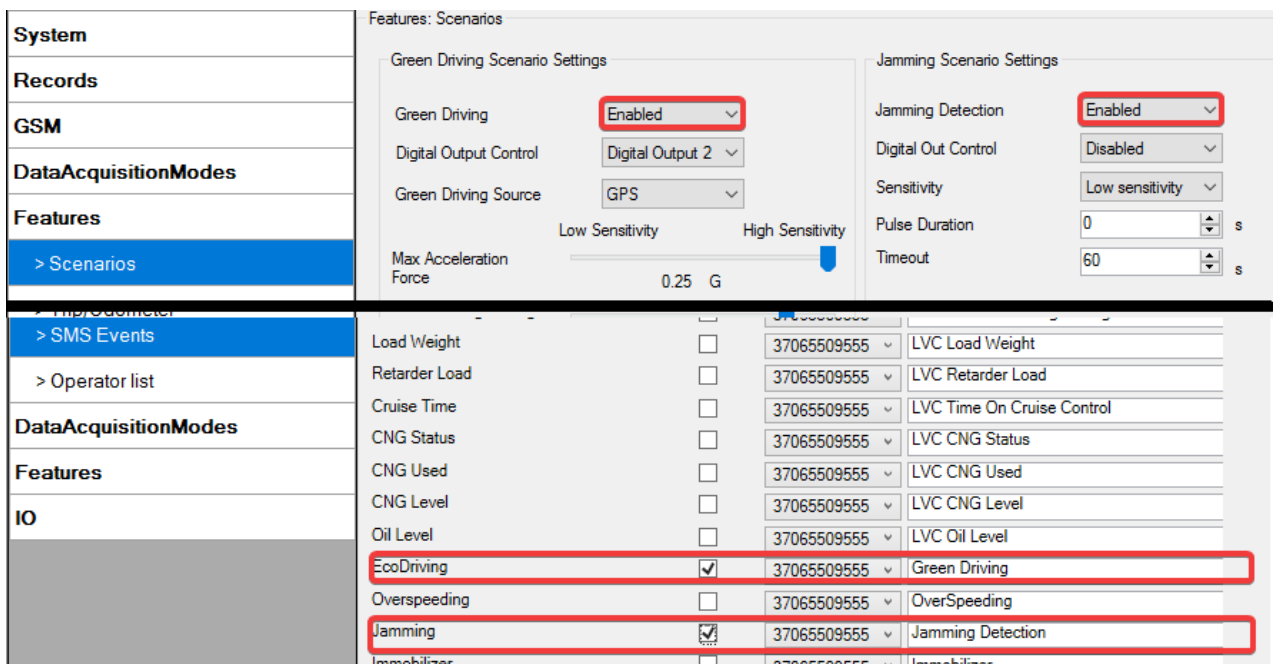 System
Records
GSM
DataAcquisitionModes
Features
> Scenarios
Features: Scenarios
Green Driving Scenario Settings
Green Driving Enabled
Digital Output Control Digital Output 2
Green Driving Source GPS
Low Sensitivity High Sensitivity
Max Acceleration
Force
0.25 G
Jamming Scenario Settings
Jamming Detection Enabled
Digital Out Control Disabled
Sensitivity Low sensitivity
Pulse Duration 0 s
Timeout 60 s
> SMS Events
> Operator list
DataAcquisitionModes
Features
IO
Load Weight 37065509555 LVC Load Weight
Retarder Load 37065509555 LVC Retarder Load
Cruise Time 37065509555 LVC Time On Cruise Control
CNG Status 37065509555 LVC CNG Status
CNG Used 37065509555 LVC CNG Used
CNG Level 37065509555 LVC CNG Level
Oil Level 37065509555 LVC Oil Level
EcoDriving 37065509555 Green Driving
Overspeeding 37065509555 OverSpeeding
Jamming 37065509555 Jamming Detection
Immobilizer 37065509555 Immobilizer